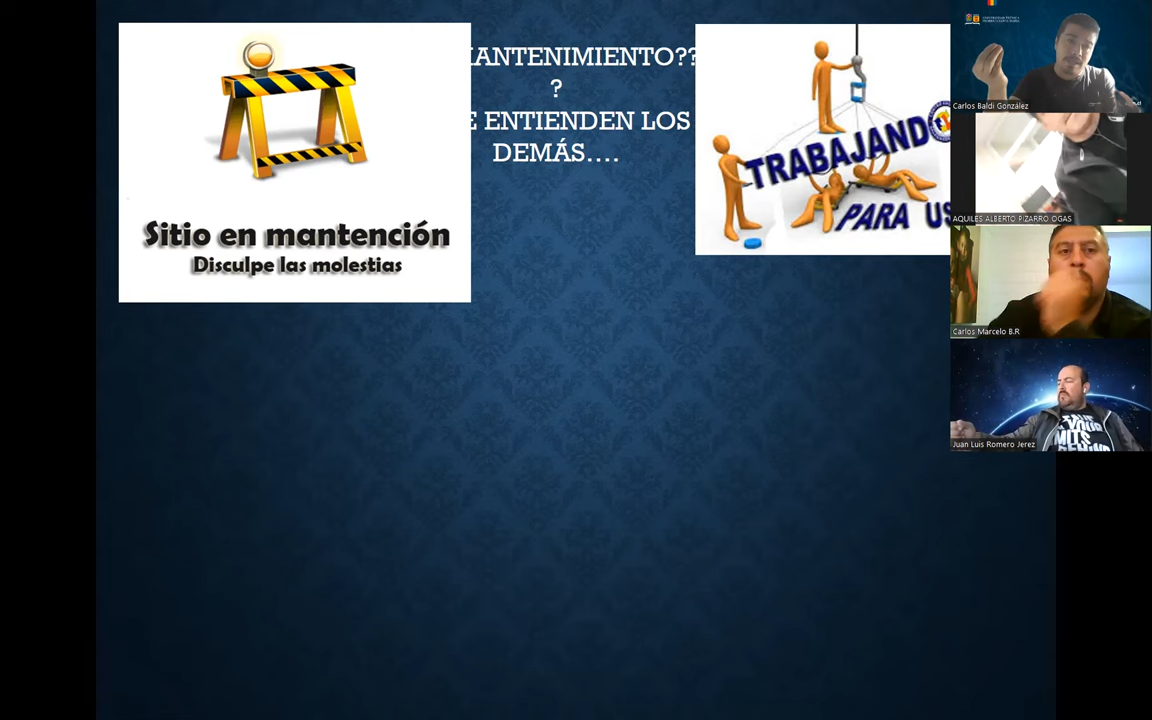 MANTENIMIENTO??
?
E ENTIENDEN LOS
DEMÁS....
Sitio en mantención
Disculpe las molestias
TRABAJANDO
PARA US
Carlos Baldi González
AQUILES ALBERTO PIZARRO OGAS
Carlos Marcelo B.R
Juan Luis Romero Jerez